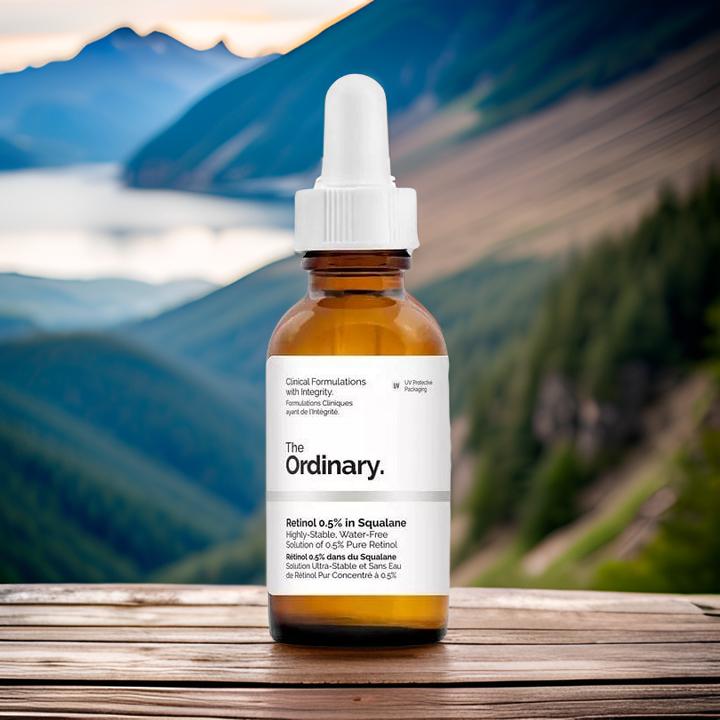 Clinical Formulations
with Integrity.
Formulations Cliniques
ayant de l'Intégrité.
UV
UV Protective
Packaging
The
Ordinary.
Retinol 0.5% in Squalane
Highly-Stable, Water-Free
Solution of 0.5% Pure Retinol
Rétinol 0.5% dans du Squalane
Solution Ultra-Stable et Sans Eau
de Rétinol Pur Concentré à 0.5%